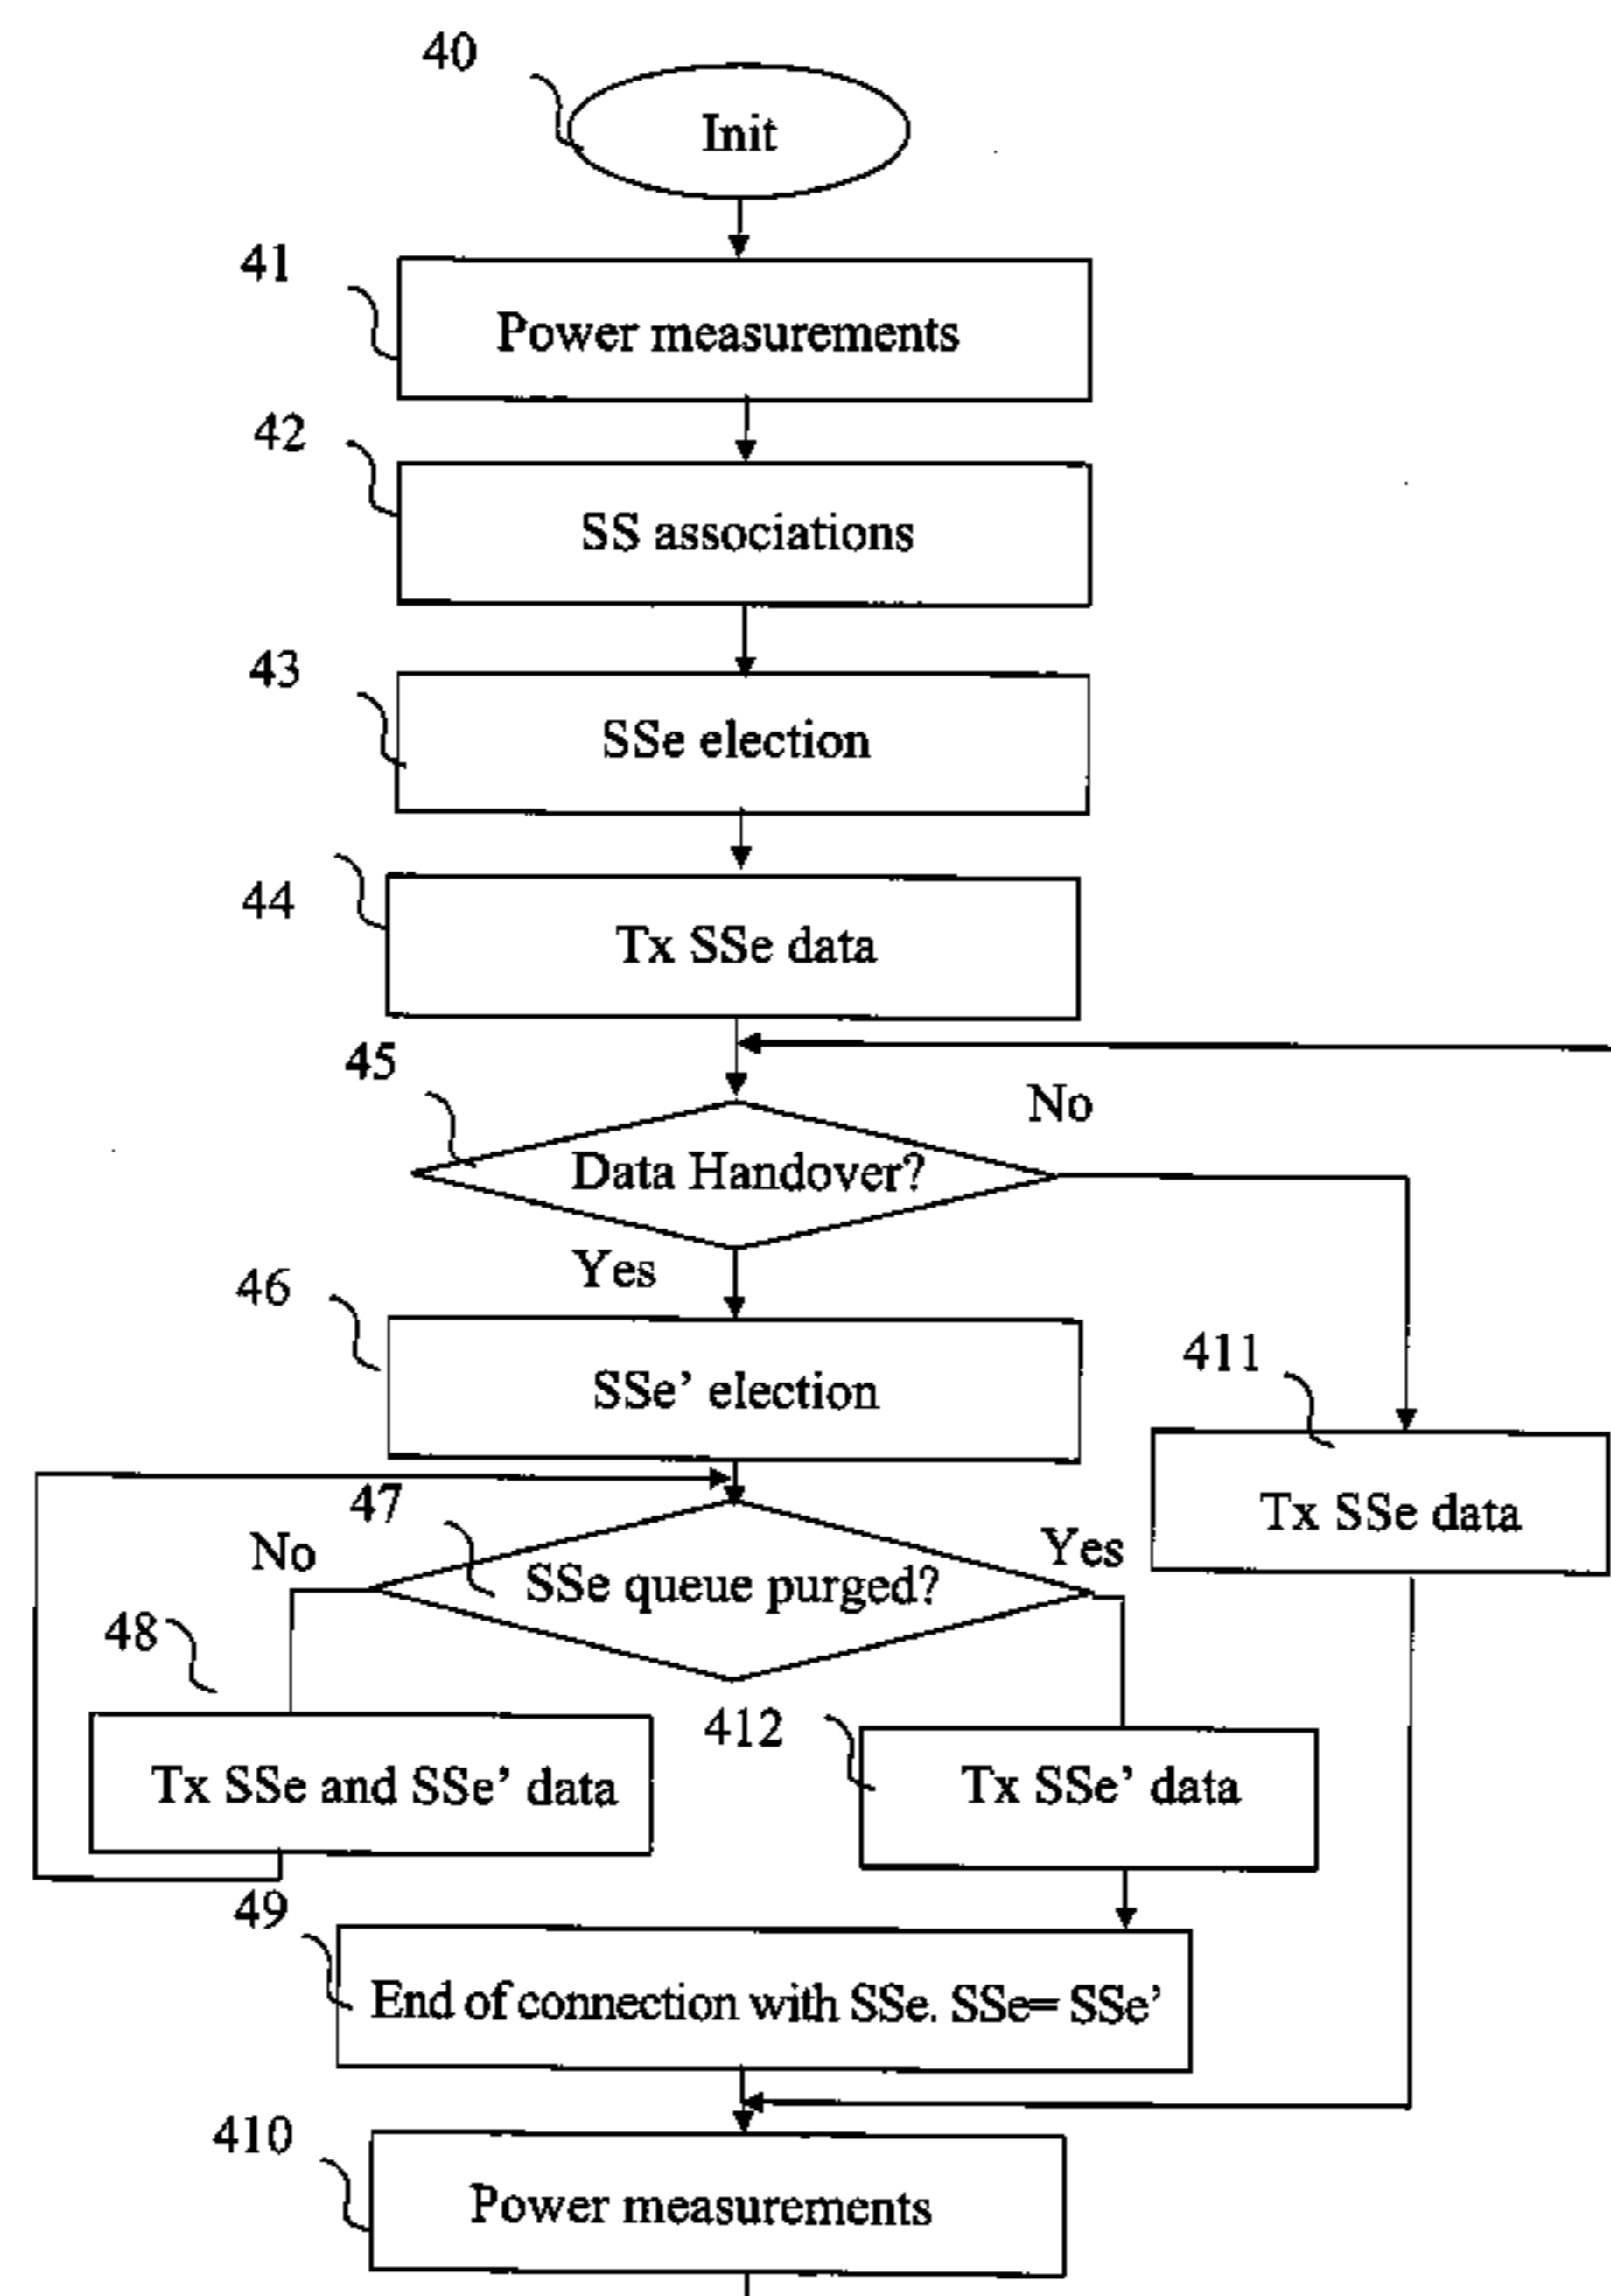 40
Init
41
Power measurements
42
SS associations
43
SSe election
44
Tx SSe data
45
No
Data Handover?
Yes
46
SSe’ election
411
Tx SSe data
47
No
Yes
SSe queue purged?
48
412
Tx SSe and SSe’ data
Tx SSe’ data
49
End of connection with SSe. SSe= SSe’
410
Power measurements